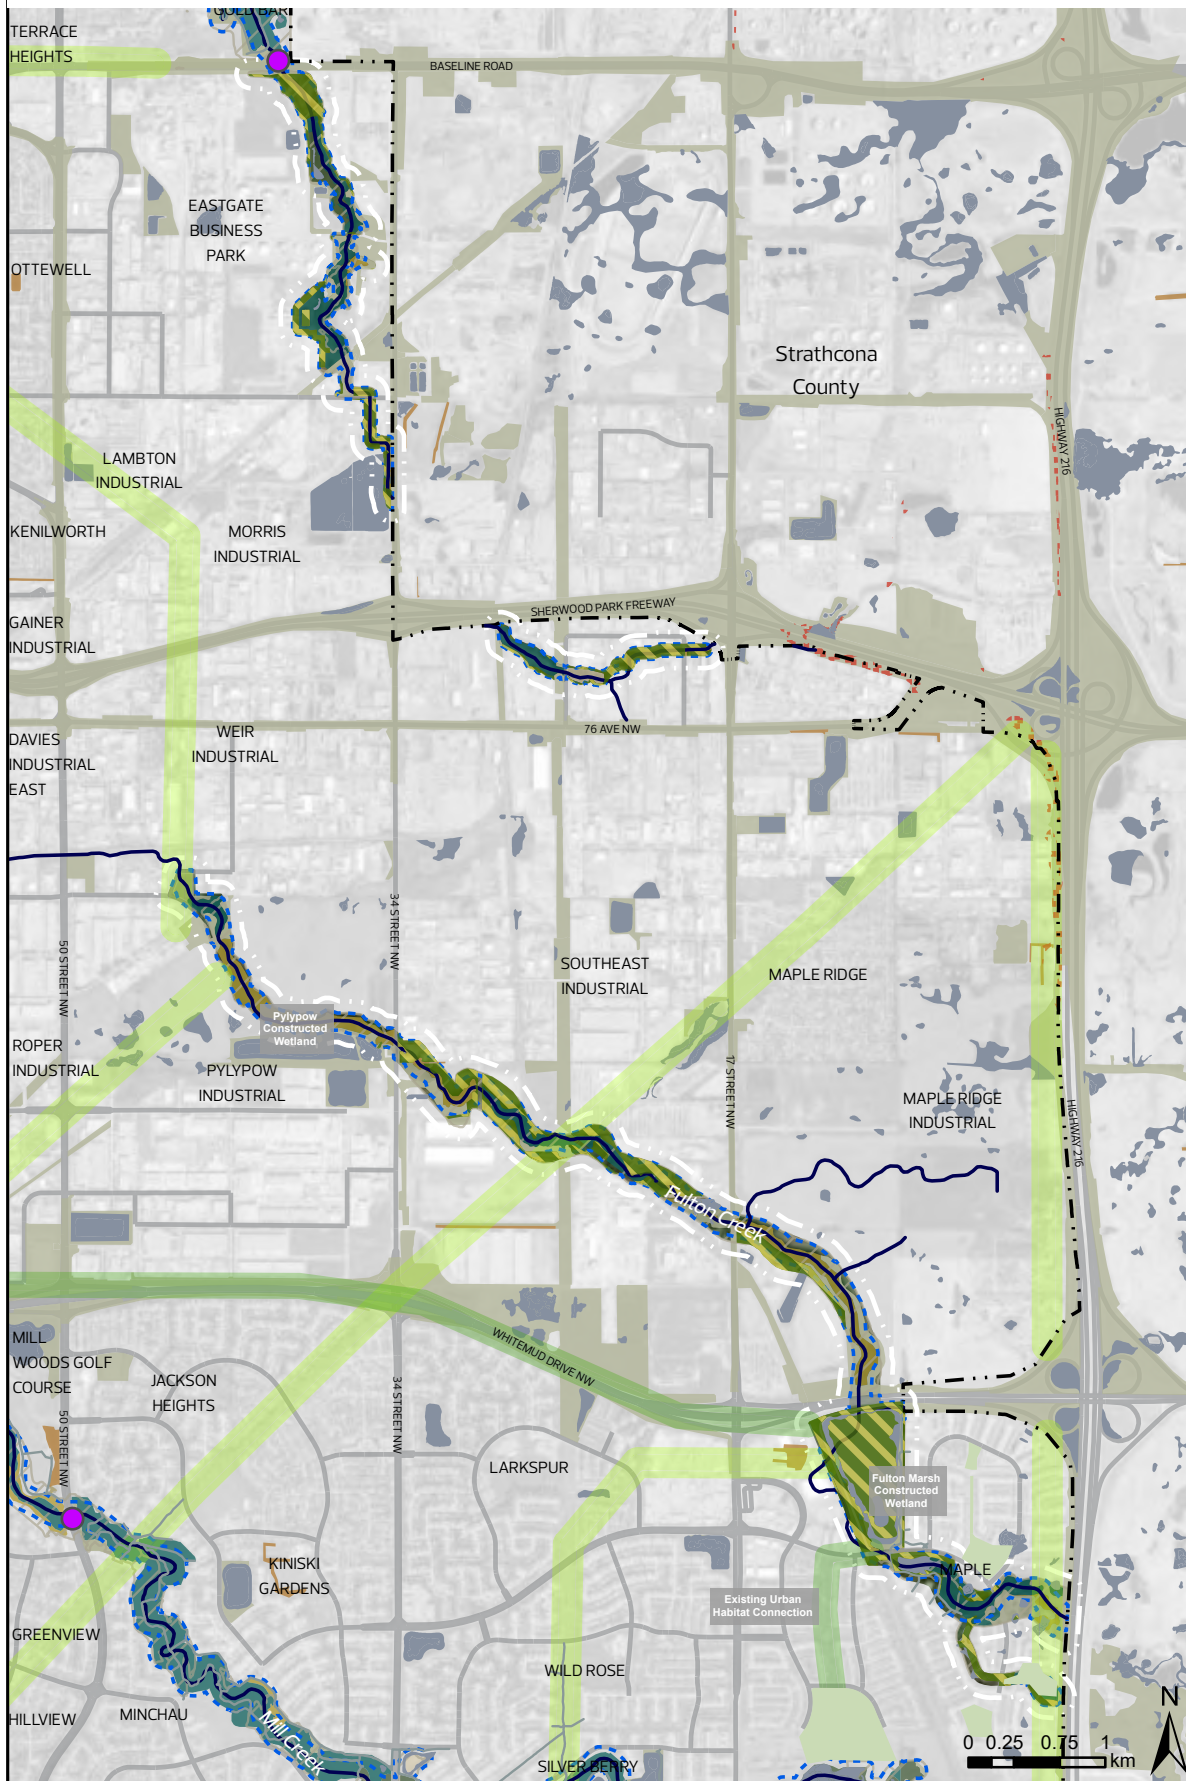 GOLD BAR
TERRACE
HEIGHTS
BASELINE ROAD
EASTGATE
BUSINESS
PARK
OTTEWELL
Strathcona
County
HIGHWAY 216
LAMBTON
INDUSTRIAL
KENILWORTH
MORRIS
INDUSTRIAL
SHERWOOD PARK FREEWAY
GAINER
INDUSTRIAL
76 AVE NW
WEIR
INDUSTRIAL
DAVIES
INDUSTRIAL
EAST
34 STREET NW
50 STREET NW
SOUTHEAST
INDUSTRIAL
MAPLE RIDGE
Pylypow
Constructed
Wetland
ROPER
INDUSTRIAL
PYLYPOW
INDUSTRIAL
17 STREET NW
MAPLE RIDGE
INDUSTRIAL
HIGHWAY 216
Fulton Creek
MILL
WOODS GOLF
COURSE
WHITEMUD DRIVE NW
JACKSON
HEIGHTS
34 STREET NW
50 STREET NW
LARKSPUR
Fulton Marsh
Constructed
Wetland
KINISKI
GARDENS
MAPLE
Existing Urban
Habitat Connection
GREENVIEW
WILD ROSE
HILLVIEW
MINCHAU
Mill Creek
SILVER BERRY
N
0 0.25 0.75 1
km